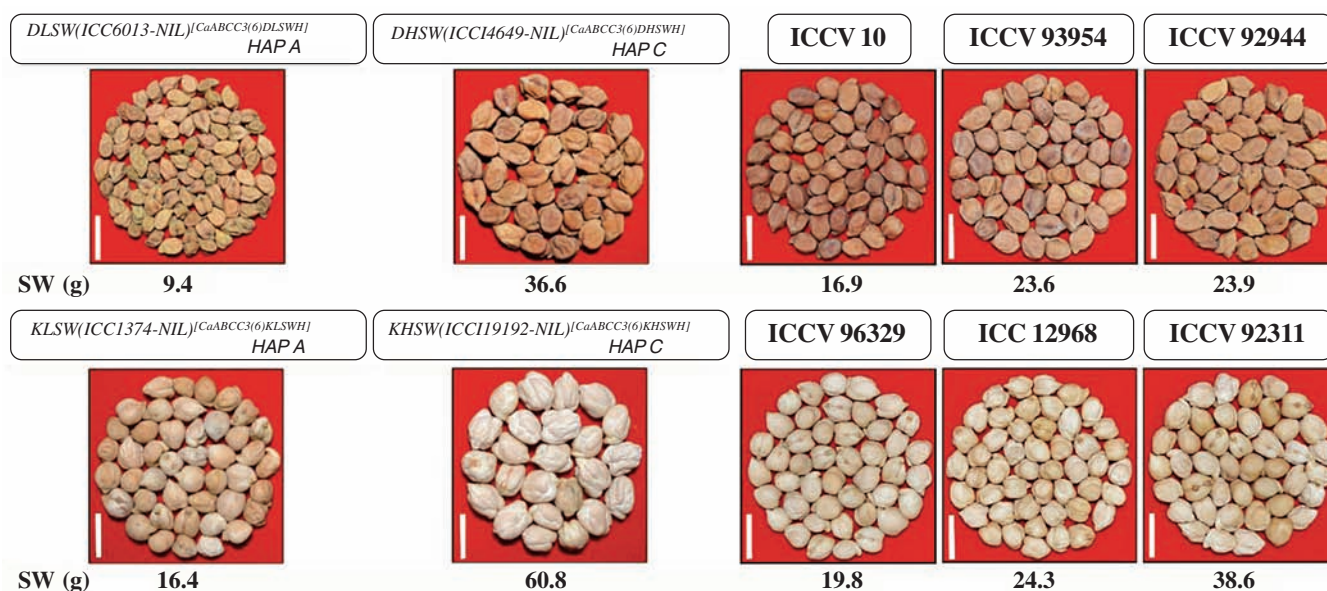 DLSW(ICC6013-NIL)[CaABCC3(6)DLSWH] DHSW(ICCI4649-NIL)[CaABCC3(6)DHSWH] ICCV 10 ICCV 93954 ICCV 92944
HAP A HAP C
SW (g) 9.4 36.6 16.9 23.6 23.9
KLSW(ICC1374-NIL)[CaABCC3(6)KLSWH] KHSW(ICCI19192-NIL)[CaABCC3(6)KHSWH] ICCV 96329 ICC 12968 ICCV 92311
HAP A HAP C
SW (g) 16.4 60.8 19.8 24.3 38.6